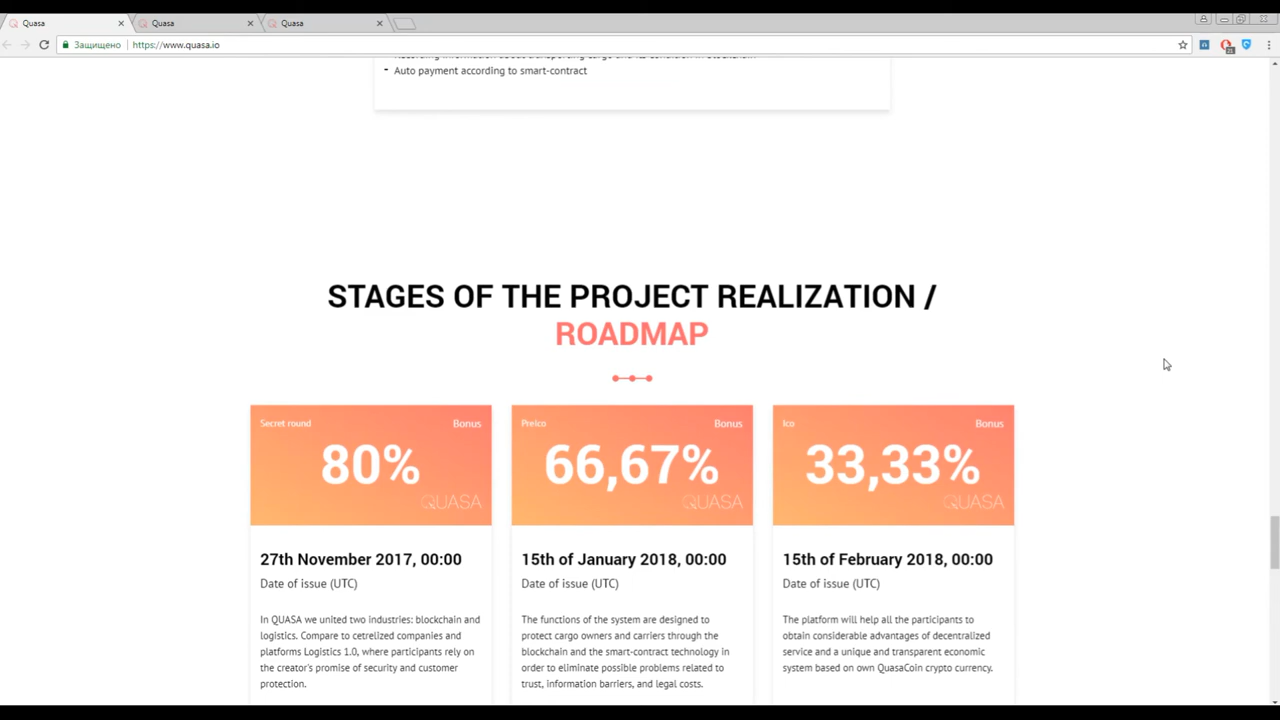 Quasa
Quasa
Quasa
Защищено
https://www.quasa.io
21
- Auto payment according to smart-contract
STAGES OF THE PROJECT REALIZATION /
ROADMAP
Secret round
Bonus
80%
QUASA
27th November 2017, 00:00
Date of issue (UTC)
In QUASA we united two industries: blockchain and
logistics. Compare to cetrelized companies and
platforms Logistics 1.0, where participants rely on
the creator's promise of security and customer
protection.
PreIco
Bonus
66,67%
QUASA
15th of January 2018, 00:00
Date of issue (UTC)
The functions of the system are designed to
protect cargo owners and carriers through the
blockchain and the smart-contract technology in
order to eliminate possible problems related to
trust, information barriers, and legal costs.
Ico
Bonus
33,33%
QUASA
15th of February 2018, 00:00
Date of issue (UTC)
The platform will help all the participants to
obtain considerable advantages of decentralized
service and a unique and transparent economic
system based on own QuasaCoin crypto currency.